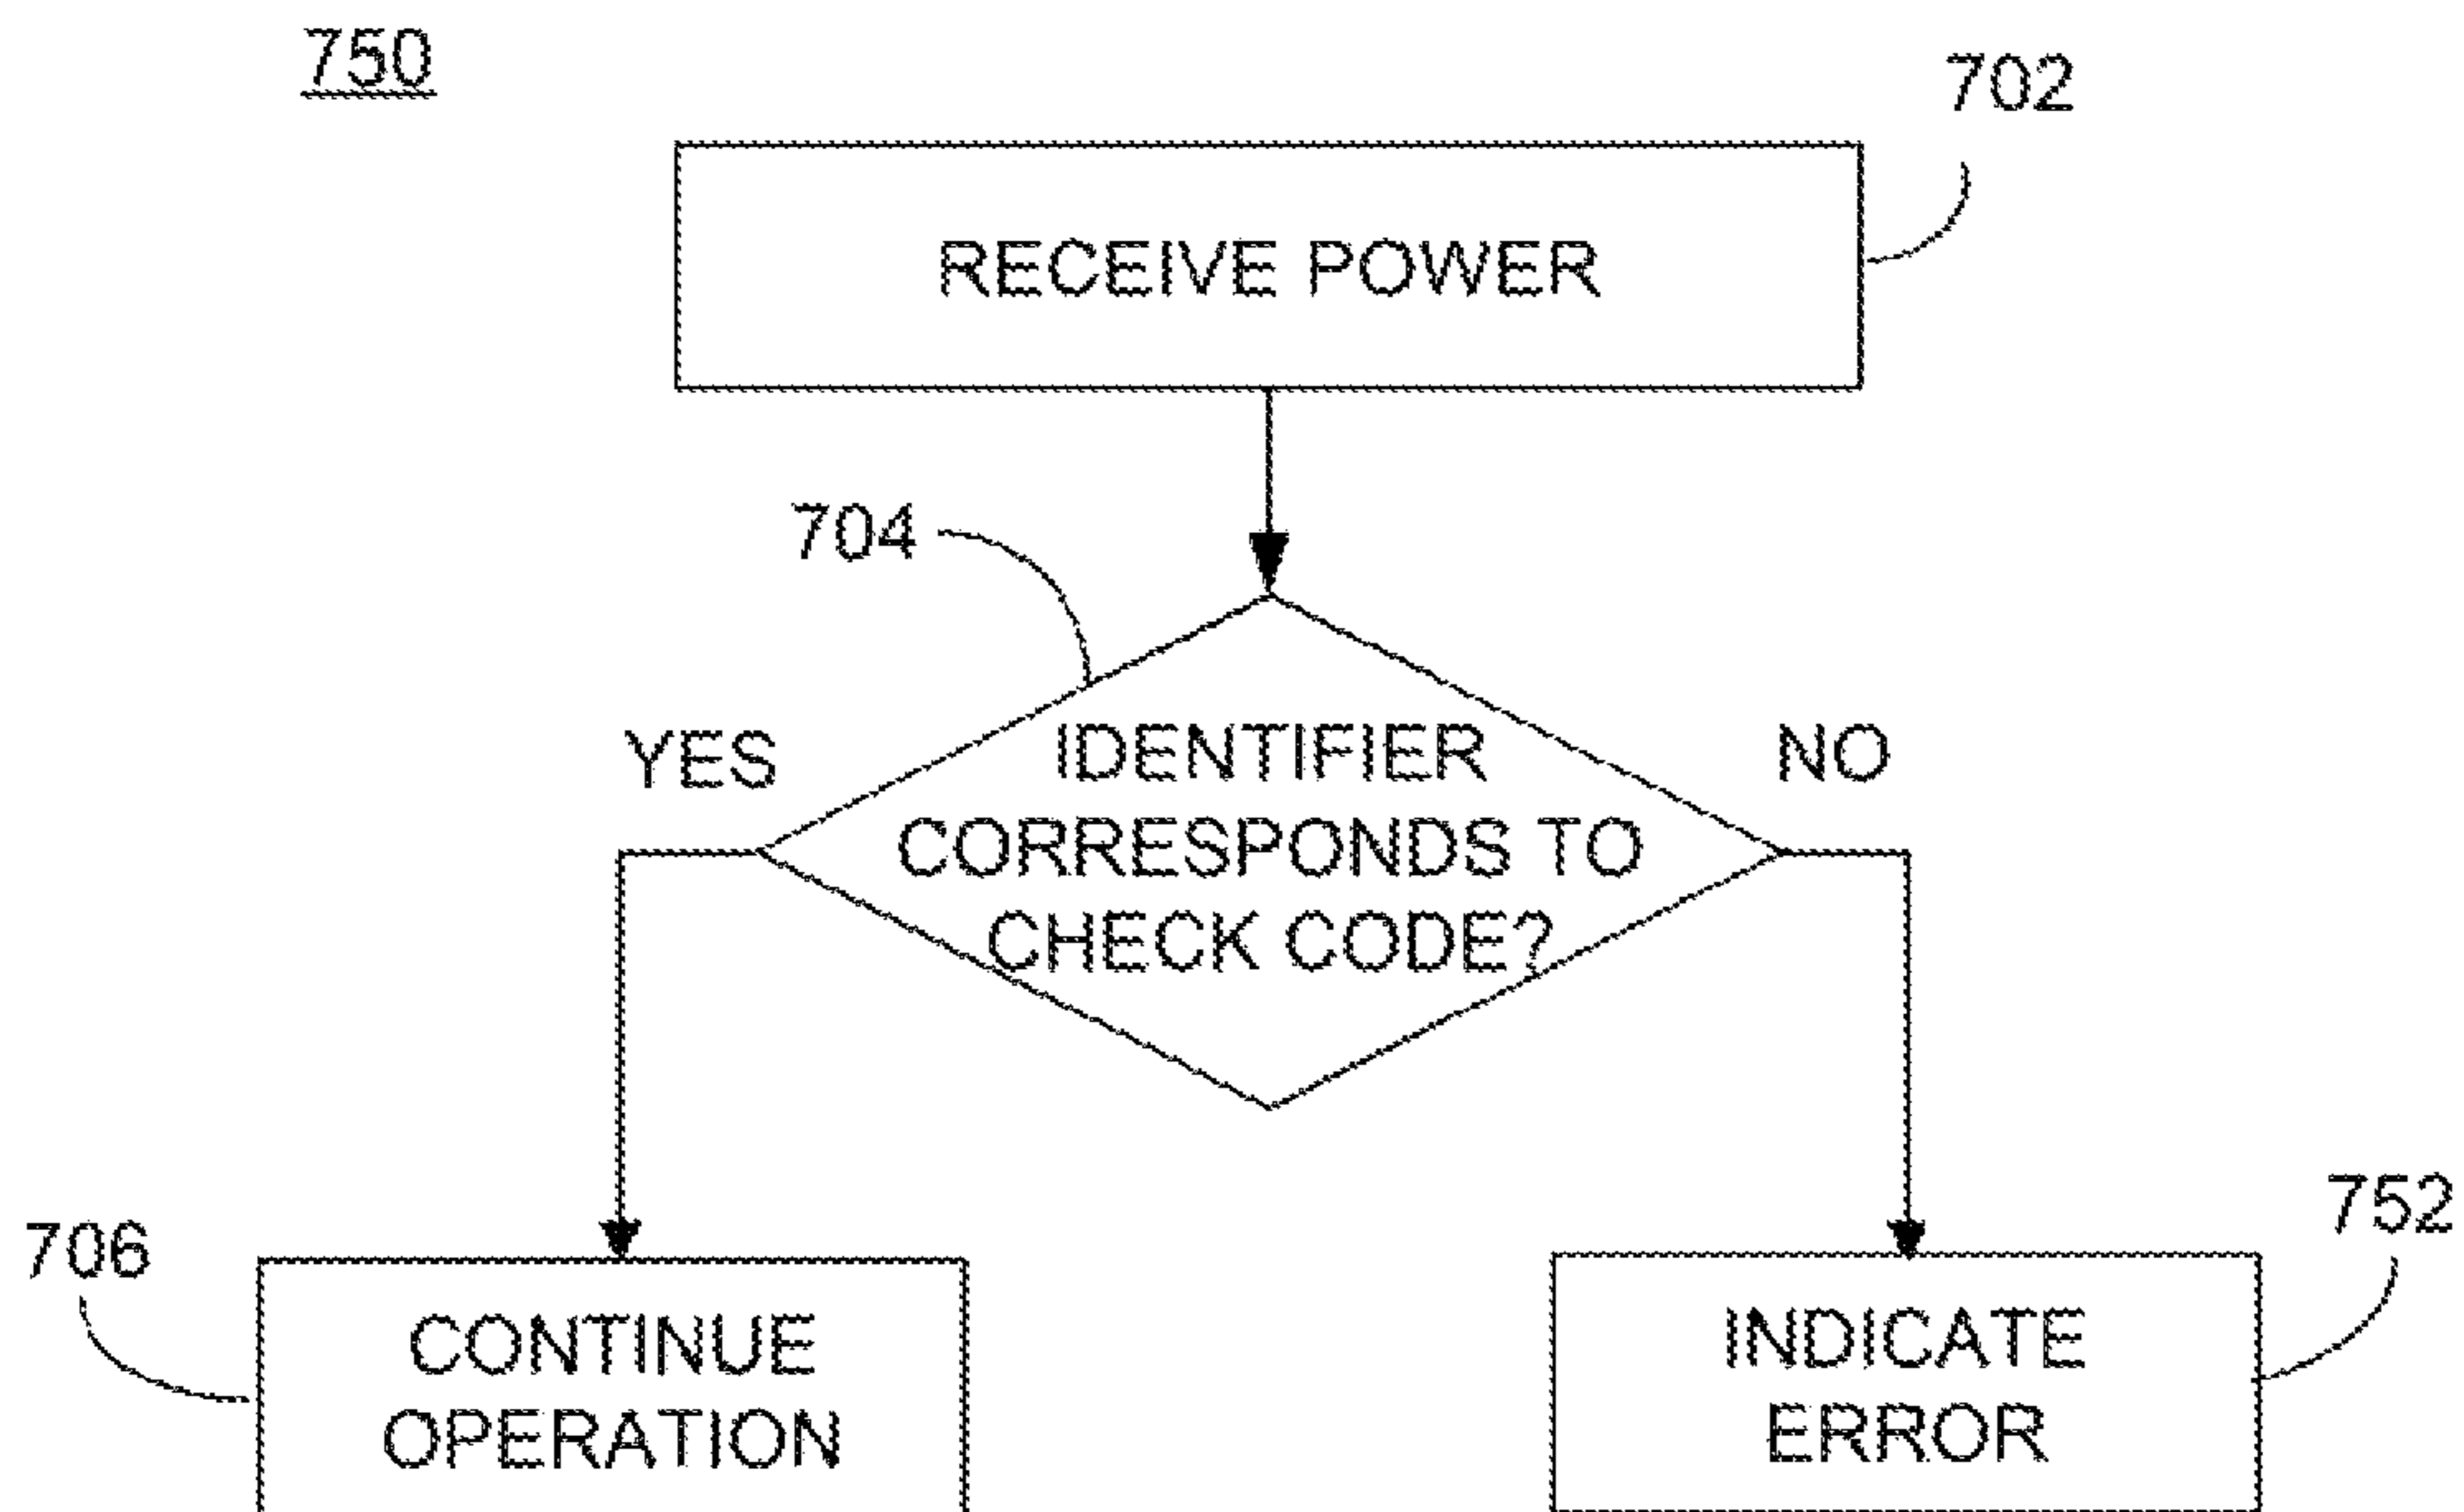 750
702
RECEIVE POWER
704
YES
IDENTIFIER
CORRESPONDS TO
CHECK CODE?
NO
706
CONTINUE
OPERATION
752
INDICATE
ERROR